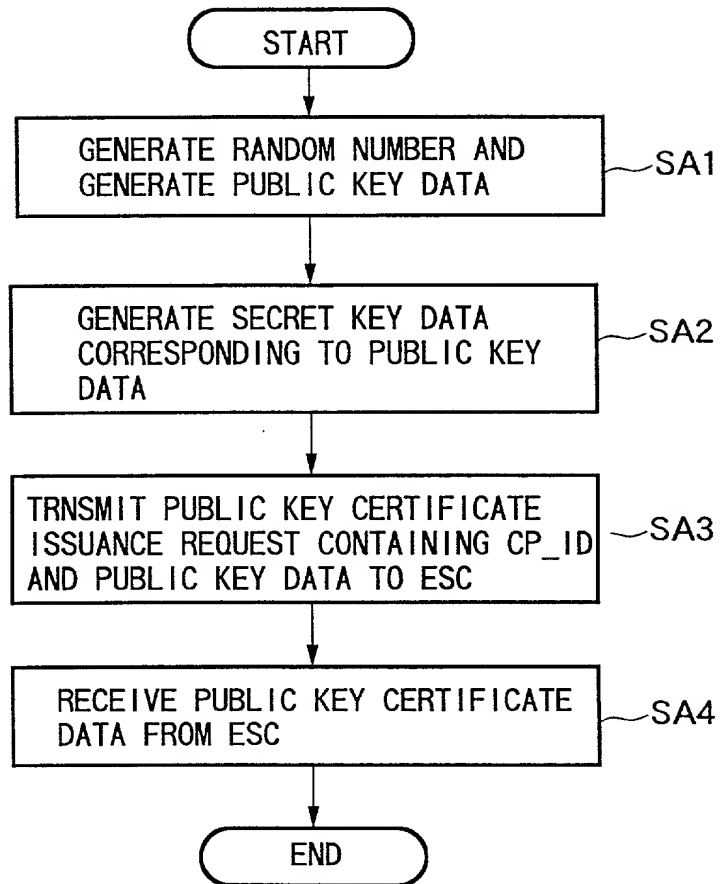 START
GENERATE RANDOM NUMBER AND
GENERATE PUBLIC KEY DATA
SA1
GENERATE SECRET KEY DATA
CORRESPONDING TO PUBLIC KEY
DATA
SA2
TRNSMIT PUBLIC KEY CERTIFICATE
ISSUANCE REQUEST CONTAINING CP_ID
AND PUBLIC KEY DATA TO ESC
SA3
RECEIVE PUBLIC KEY CERTIFICATE
DATA FROM ESC
SA4
END